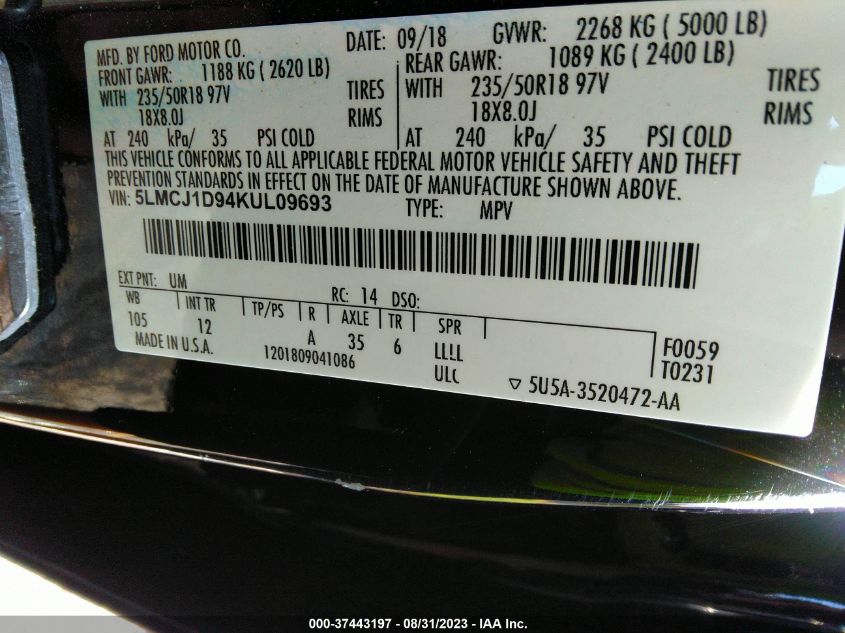 MFD. BY FORD MOTOR CO.
DATE: 09/18 GVWR: 2268 KG ( 5000 LB)
FRONT GAWR: 1188 KG ( 2620 LB)
REAR GAWR: 1089 KG ( 2400 LB)
WITH 235/50R18 97V TIRES
WITH 235/50R18 97V TIRES
18X8.0J RIMS
18X8.0J RIMS
AT 240 kPa/ 35 PSI COLD
AT 240 kPa/ 35 PSI COLD
THIS VEHICLE CONFORMS TO ALL APPLICABLE FEDERAL MOTOR VEHICLE SAFETY AND THEFT
PREVENTION STANDARDS IN EFFECT ON THE DATE OF MANUFACTURE SHOWN ABOVE.
VIN: 5LMCJ1D94KUL09693 TYPE: MPV
EXT PNT: UM RC: 14 DSO:
WB INT TR TP/PS R AXLE TR SPR
105 12 A 35 6 LLLL F0059
MADE IN U.S.A. 1201809041086 ULC T0231
5U5A-3520472-AA
000-37443197 - 08/31/2023 - IAA Inc.